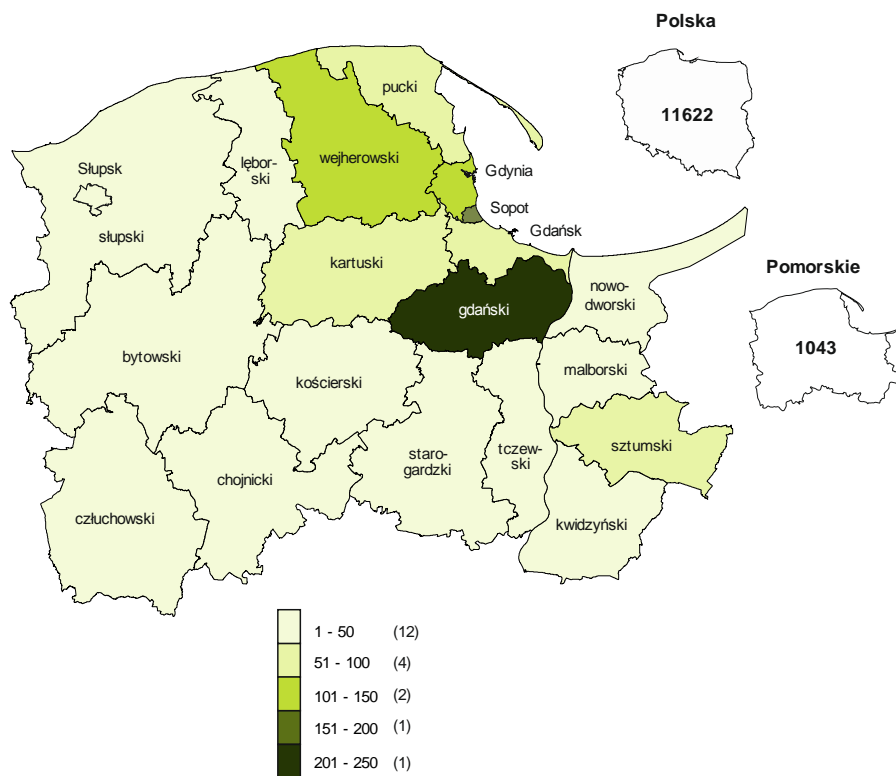 Polska
11622
pucki
wejherowski
lębor-
ski
Gdynia
Słupsk
Sopot
Gdańsk
słupski
kartuski
Pomorskie
nowo-
dworski
gdański
1043
bytowski
malborski
kościerski
staro-
gardzki
tczew-
ski
sztumski
chojnicki
człuchowski
kwidzyński
1 - 50 (12)
51 - 100 (4)
101 - 150 (2)
151 - 200 (1)
201 - 250 (1)